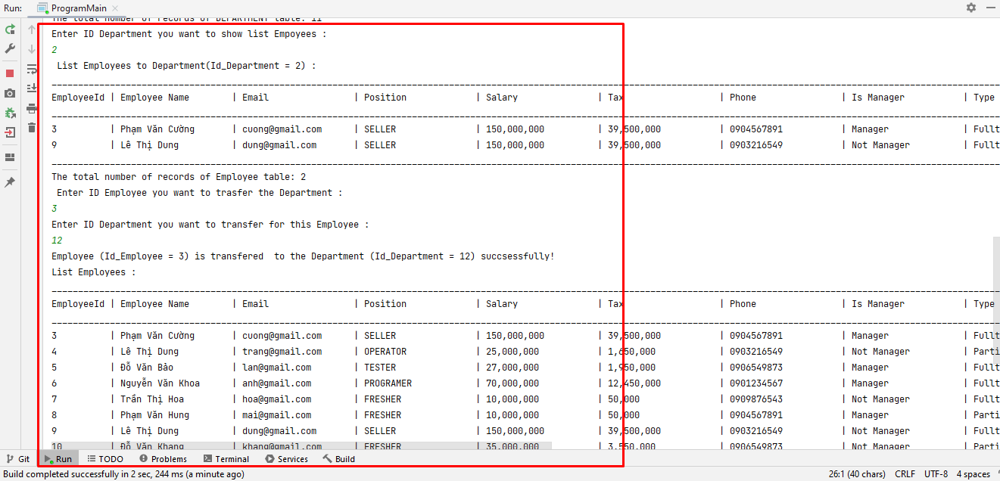 Run: ProgramMain
The total number of records of DEPARTMENT table: 11
Enter ID Department you want to show list Empoyees :
2
List Employees to Department(Id_Department = 2) :
EmployeeId | Employee Name | Email | Position | Salary | Tax | Phone | Is Manager | Type
3 | Phạm Văn Cường | cuong@gmail.com | SELLER | 150,000,000 | 39,500,000 | 0904567891 | Manager | Fullt
9 | Lê Thị Dung | dung@gmail.com | SELLER | 150,000,000 | 39,500,000 | 0903216549 | Not Manager | Fullt
The total number of records of Employee table: 2
Enter ID Employee you want to trasfer the Department :
3
Enter ID Department you want to transfer for this Employee :
12
Employee (Id_Employee = 3) is transfered  to the Department (Id_Department = 12) succsessfully!
List Employees :
EmployeeId | Employee Name | Email | Position | Salary | Tax | Phone | Is Manager | Type
3 | Phạm Văn Cường | cuong@gmail.com | SELLER | 150,000,000 | 39,500,000 | 0904567891 | Manager | Fullt
4 | Lê Thị Dung | trang@gmail.com | OPERATOR | 25,000,000 | 1,650,000 | 0903216549 | Not Manager | Parti
5 | Đỗ Văn Bảo | lan@gmail.com | TESTER | 27,000,000 | 1,950,000 | 0906549873 | Manager | Fullt
6 | Nguyễn Văn Khoa | anh@gmail.com | PROGRAMER | 70,000,000 | 12,450,000 | 0901234567 | Manager | Fullt
7 | Trần Thị Hoa | hoa@gmail.com | FRESHER | 10,000,000 | 50,000 | 0909876543 | Not Manager | Fullt
8 | Phạm Văn Hung | mai@gmail.com | FRESHER | 10,000,000 | 50,000 | 0904567891 | Manager | Parti
9 | Lê Thị Dung | dung@gmail.com | SELLER | 150,000,000 | 39,500,000 | 0903216549 | Not Manager | Fullt
10 | Đỗ Văn Khang | khang@gmail.com | FRESHER | 35,000,000 | 3,550,000 | 0906549873 | Not Manager | Parti
Git Run TODO Problems Terminal Services Build
Build completed successfully in 2 sec, 244 ms (a minute ago) 26:1 (40 chars) CRLF UTF-8 4 spaces